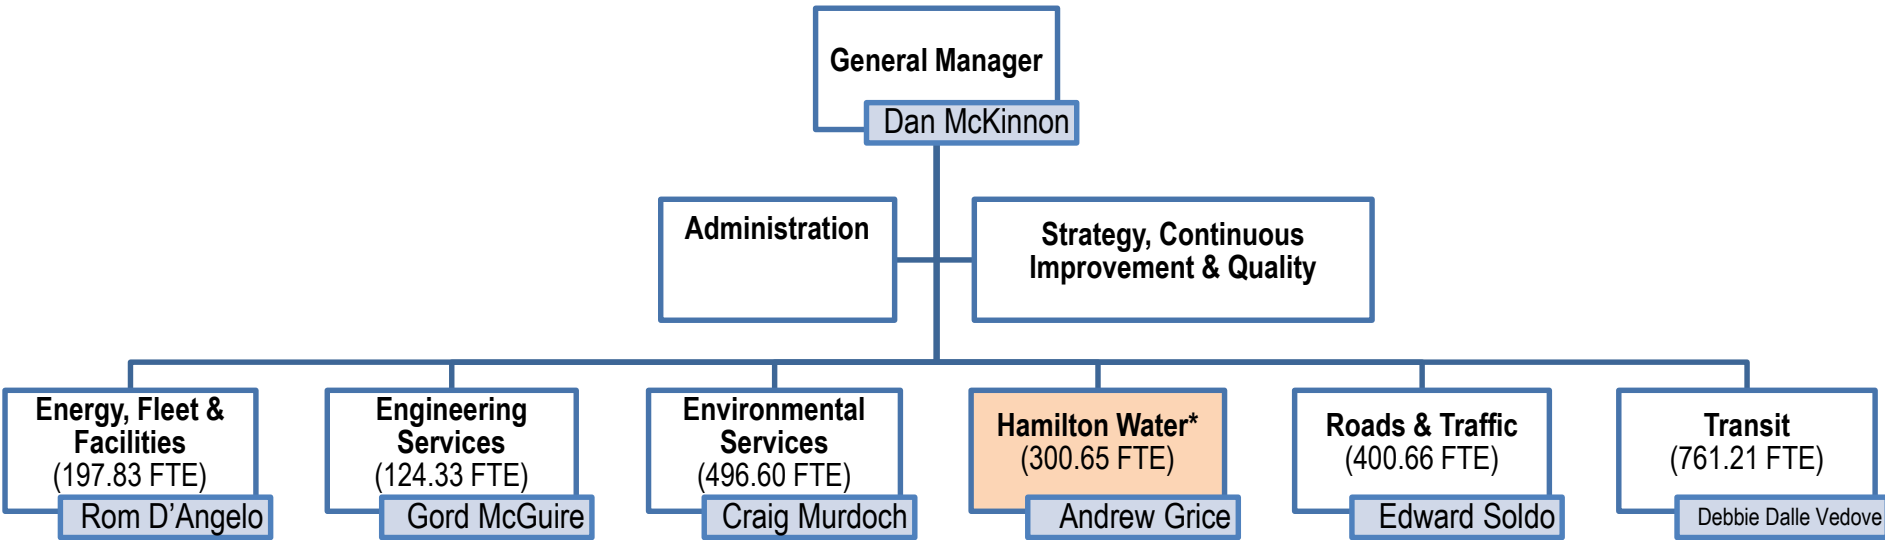 General Manager
Dan McKinnon
Administration
Strategy, Continuous
Improvement & Quality
Energy, Fleet &
Facilities
(197.83 FTE)
Rom D’Angelo
Engineering
Services
(124.33 FTE)
Gord McGuire
Environmental
Services
(496.60 FTE)
Craig Murdoch
Hamilton Water*
(300.65 FTE)
Andrew Grice
Roads & Traffic
(400.66 FTE)
Edward Soldo
Transit
(761.21 FTE)
Debbie Dalle Vedove